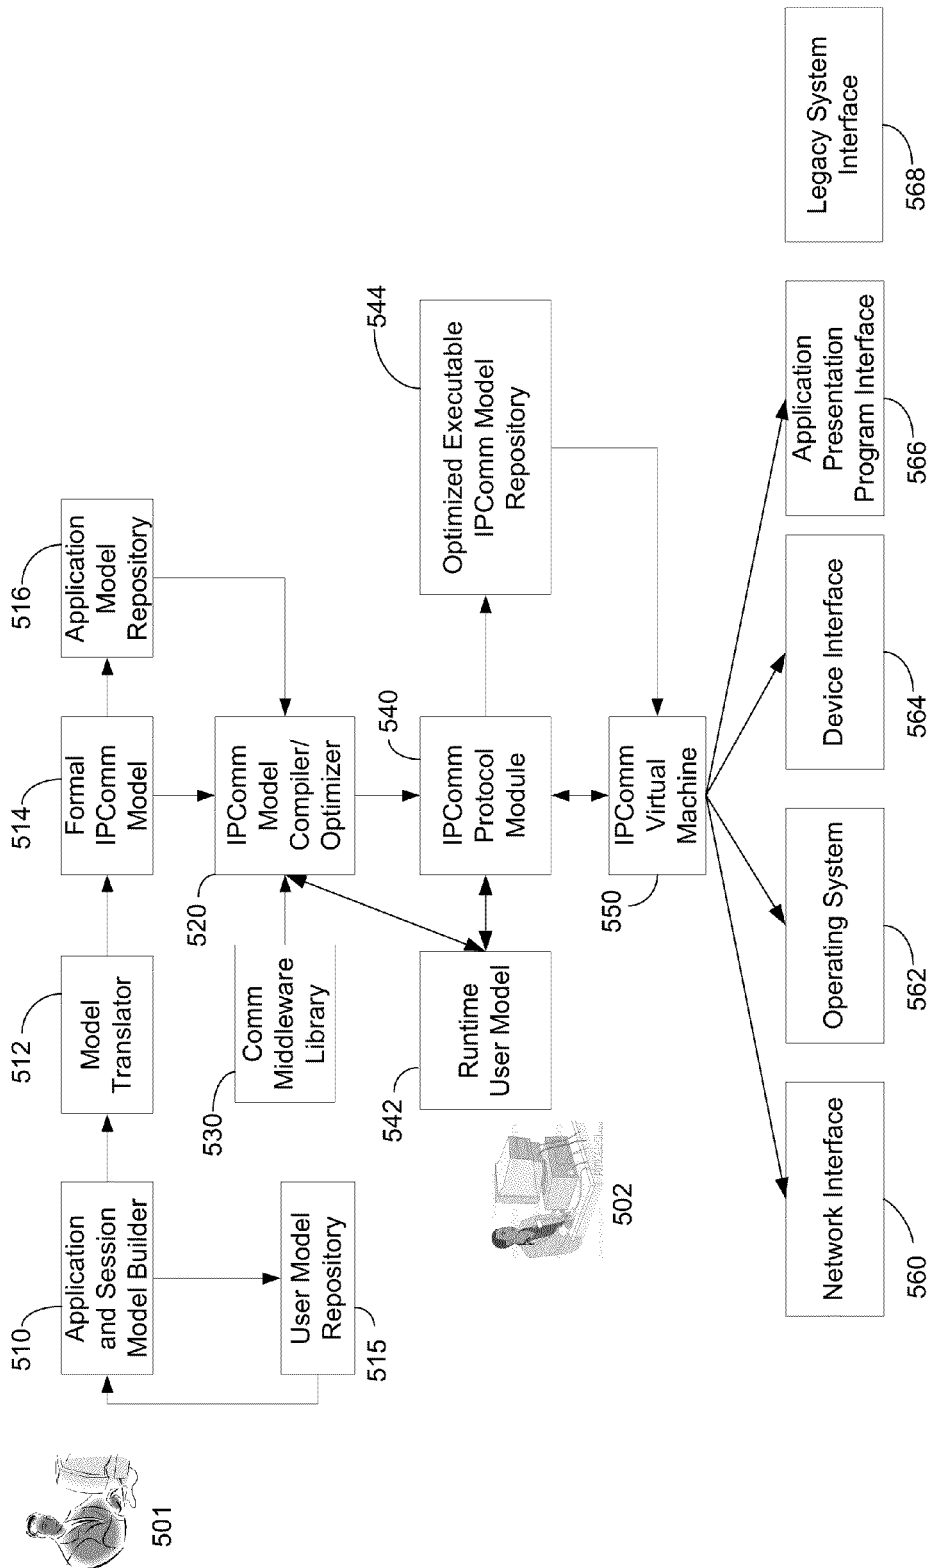 501
510
Application
and Session
Model Builder
512
Model
Translator
514
Formal
IPComm
Model
516
Application
Model
Repository
User Model
Repository
515
530
Comm
Middleware
Library
520
IPComm
Model
Compiler/
Optimizer
502
542
Runtime
User Model
540
IPComm
Protocol
Module
544
Optimized Executable
IPComm Model
Repository
550
IPComm
Virtual
Machine
Network Interface
560
Operating System
562
Device Interface
564
Application
Presentation
Program Interface
566
Legacy System
Interface
568